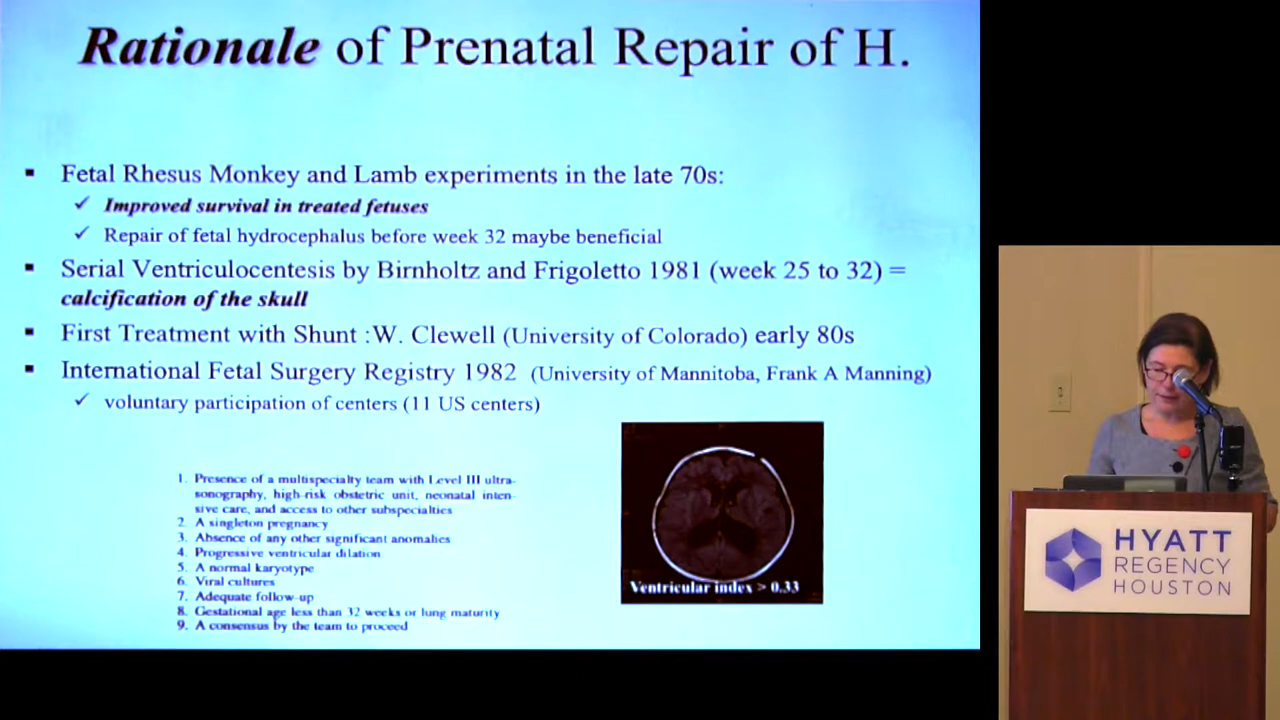 Rationale of Prenatal Repair of H.
▪ Fetal Rhesus Monkey and Lamb experiments in the late 70s:
✓ Improved survival in treated fetuses
✓ Repair of fetal hydrocephalus before week 32 maybe beneficial
▪ Serial Ventriculocentesis by Birnholtz and Frigoletto 1981 (week 25 to 32) =
calcification of the skull
▪ First Treatment with Shunt :W. Clewell (University of Colorado) early 80s
▪ International Fetal Surgery Registry 1982 (University of Mannitoba, Frank A Manning)
✓ voluntary participation of centers (11 US centers)
1. Presence of a multispecialty team with Level III ultra-
sonography, high-risk obstetric unit, neonatal inten-
sive care, and access to other subspecialties
2. A singleton pregnancy
3. Absence of any other significant anomalies
4. Progressive ventricular dilation
5. A normal karyotype
6. Viral cultures
7. Adequate follow-up
8. Gestational age less than 32 weeks or lung maturity
9. A consensus by the team to proceed
Ventricular index > 0.33
HYATT
REGENCY
HOUSTON